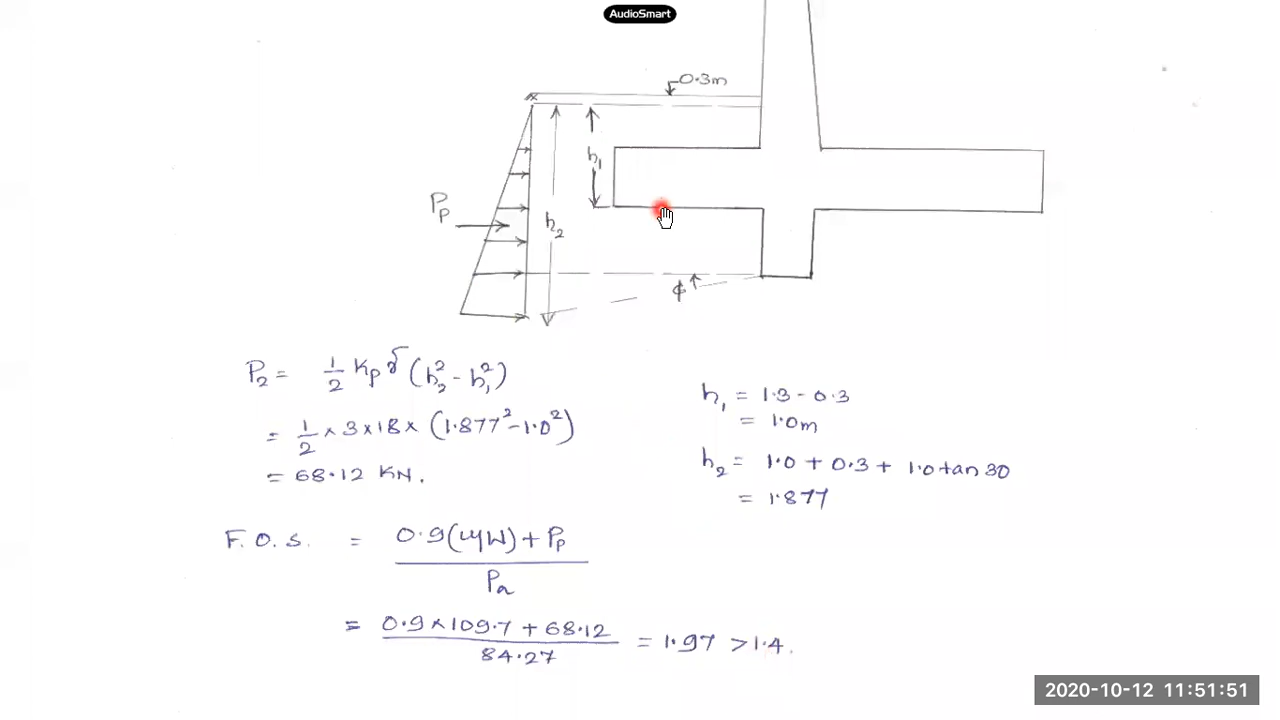 AudioSmart
0.3m
h₁
Pp
h₂
φ
P₂ = 1/2 Kp γ (h₂² - h₁²)
= 1/2 × 3 × 18 × (1.877² - 1.0²)
= 68.12 KN.
h₁ = 1.3 - 0.3
= 1.0m
h₂ = 1.0 + 0.3 + 1.0 tan 30
= 1.877
F.O.S. = 0.9(μW) + Pp / Pa
= 0.9 × 109.7 + 68.12 / 84.27 = 1.97 > 1.4.
2020-10-12 11:51:51